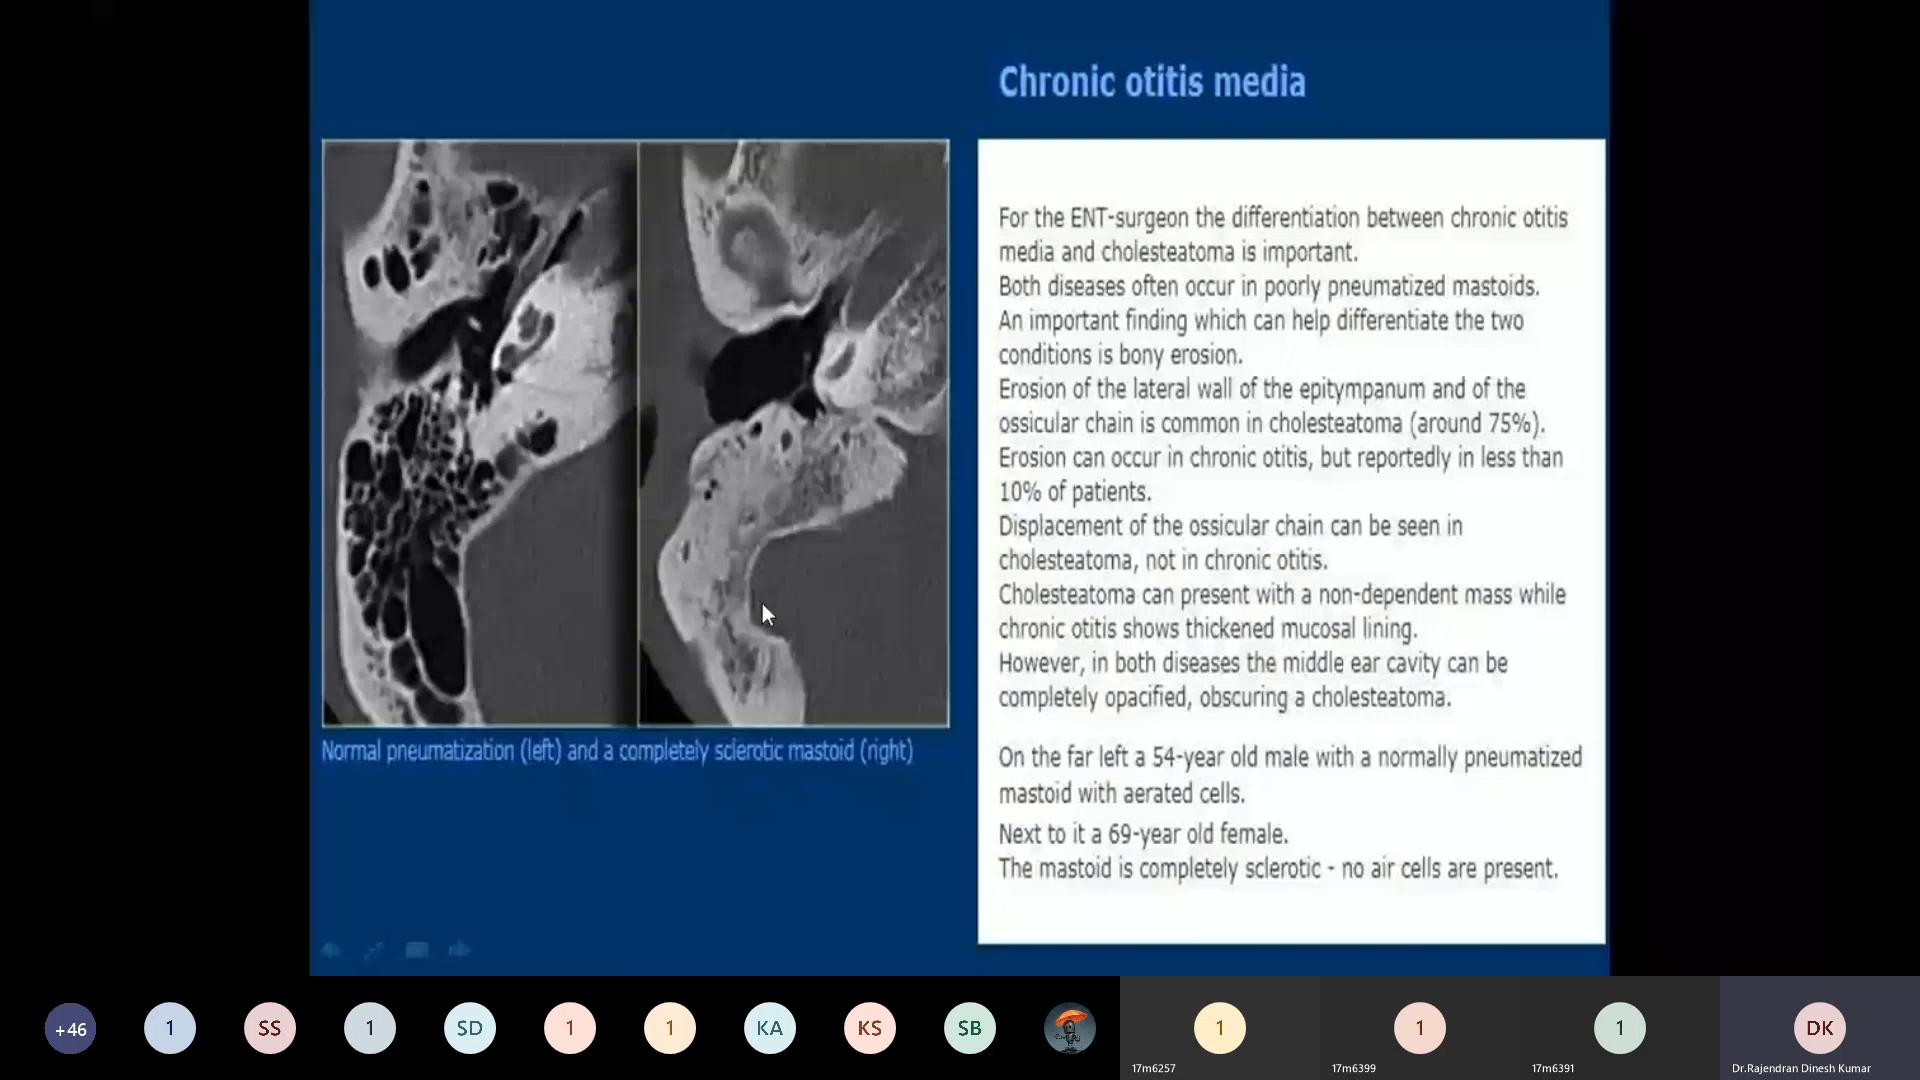 Chronic otitis media
For the ENT-surgeon the differentiation between chronic otitis
media and cholesteatoma is important.
Both diseases often occur in poorly pneumatized mastoids.
An important finding which can help differentiate the two
conditions is bony erosion.
Erosion of the lateral wall of the epitympanum and of the
ossicular chain is common in cholesteatoma (around 75%).
Erosion can occur in chronic otitis, but reportedly in less than
10% of patients.
Displacement of the ossicular chain can be seen in
cholesteatoma, not in chronic otitis.
Cholesteatoma can present with a non-dependent mass while
chronic otitis shows thickened mucosal lining.
However, in both diseases the middle ear cavity can be
completely opacified, obscuring a cholesteatoma.
On the far left a 54-year old male with a normally pneumatized
mastoid with aerated cells.
Next to it a 69-year old female.
The mastoid is completely sclerotic - no air cells are present.
Normal pneumatization (left) and a completely sclerotic mastoid (right)
+46 1 SS 1 SD 1 1 KA KS SB 1 1 1 DK
17m6257 17m6399 17m6391 Dr.Rajendran Dinesh Kumar